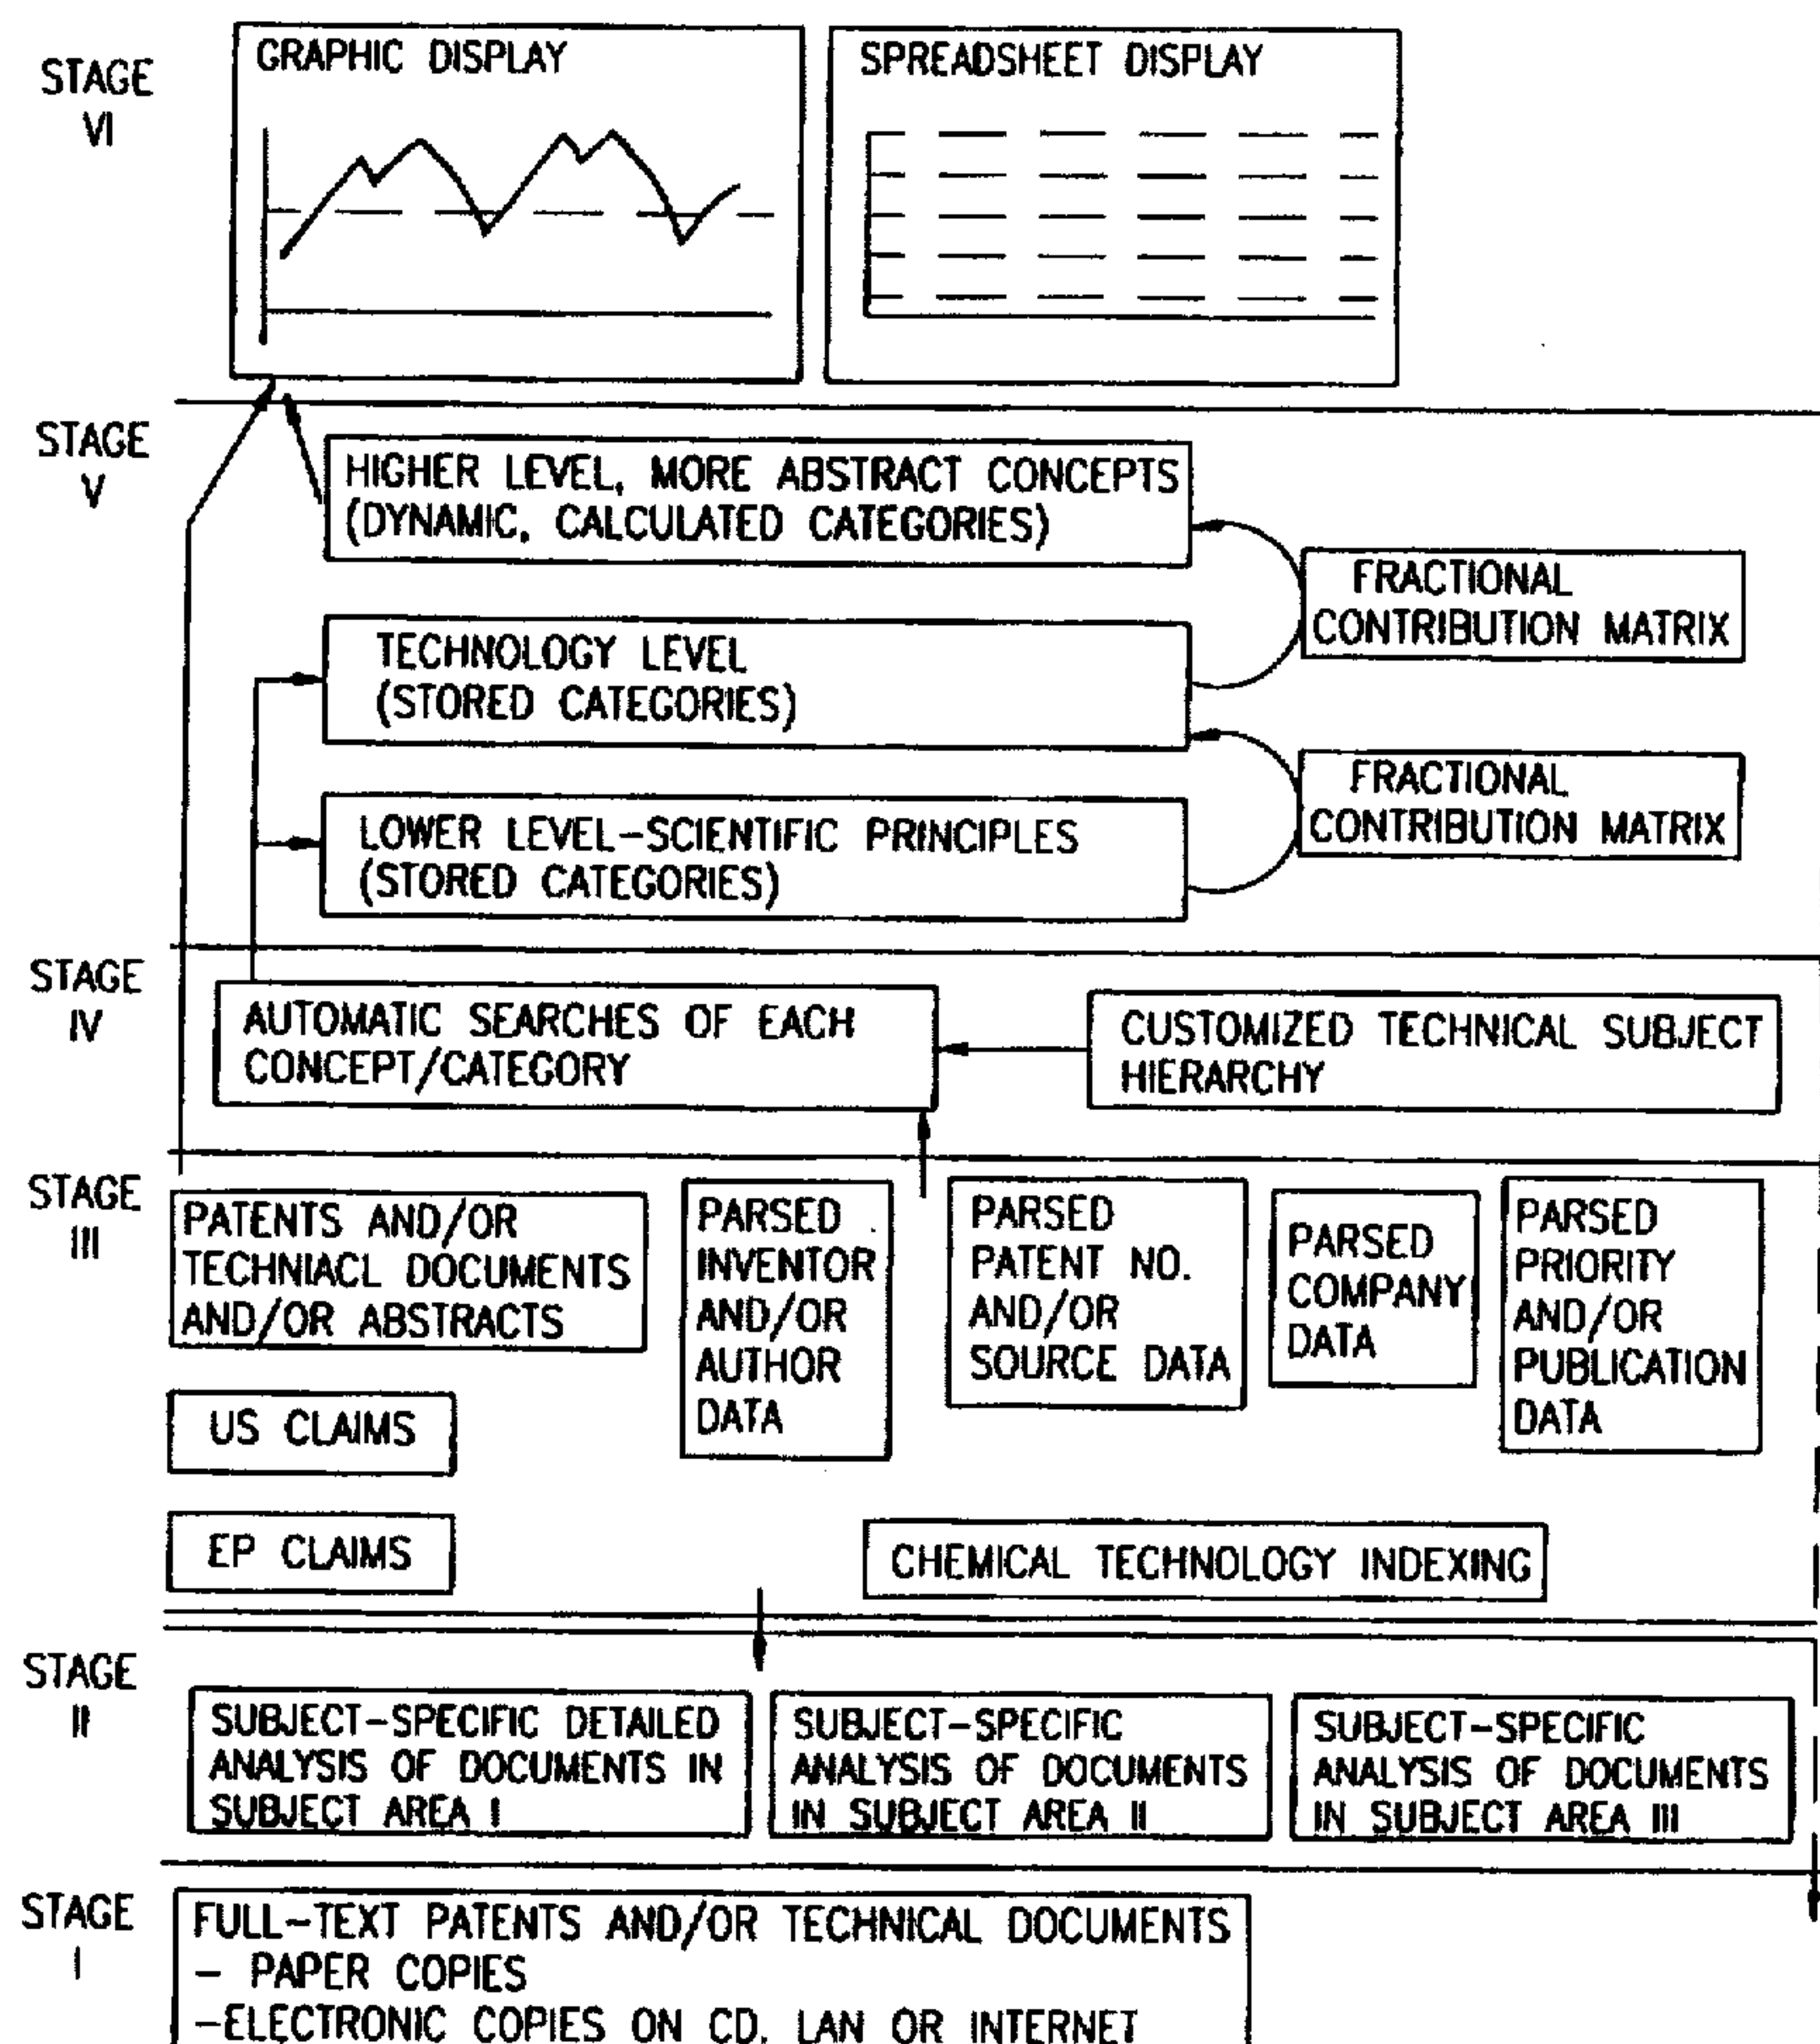 STAGE
VI
GRAPHIC DISPLAY
SPREADSHEET DISPLAY
STAGE
V
HIGHER LEVEL, MORE ABSTRACT CONCEPTS
(DYNAMIC, CALCULATED CATEGORIES)
FRACTIONAL
CONTRIBUTION MATRIX
TECHNOLOGY LEVEL
(STORED CATEGORIES)
FRACTIONAL
CONTRIBUTION MATRIX
LOWER LEVEL-SCIENTIFIC PRINCIPLES
(STORED CATEGORIES)
STAGE
IV
AUTOMATIC SEARCHES OF EACH
CONCEPT/CATEGORY
CUSTOMIZED TECHNICAL SUBJECT
HIERARCHY
STAGE
III
PATENTS AND/OR
TECHNIACL DOCUMENTS
AND/OR ABSTRACTS
PARSED
INVENTOR
AND/OR
AUTHOR
DATA
PARSED
PATENT NO.
AND/OR
SOURCE DATA
PARSED
COMPANY
DATA
PARSED
PRIORITY
AND/OR
PUBLICATION
DATA
US CLAIMS
EP CLAIMS
CHEMICAL TECHNOLOGY INDEXING
STAGE
II
SUBJECT-SPECIFIC DETAILED
ANALYSIS OF DOCUMENTS IN
SUBJECT AREA I
SUBJECT-SPECIFIC
ANALYSIS OF DOCUMENTS
IN SUBJECT AREA II
SUBJECT-SPECIFIC
ANALYSIS OF DOCUMENTS
IN SUBJECT AREA III
STAGE
I
FULL-TEXT PATENTS AND/OR TECHNICAL DOCUMENTS
- PAPER COPIES
-ELECTRONIC COPIES ON CD, LAN OR INTERNET